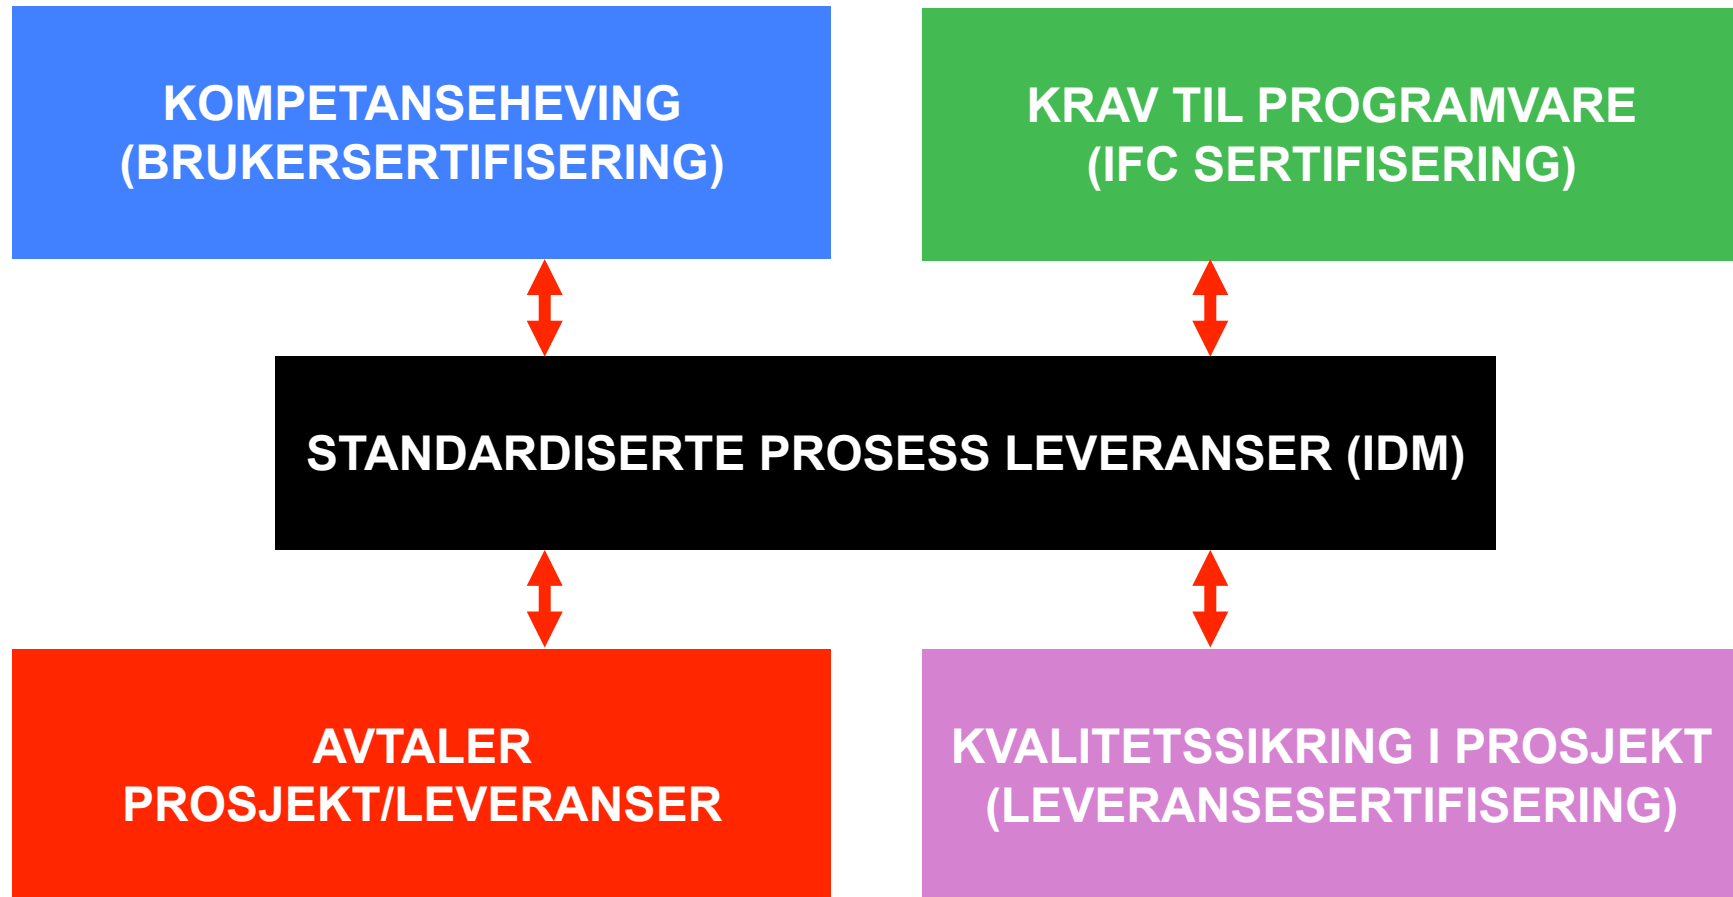 KOMPETANSEHEVING
(BRUKERSERTIFISERING)
KRAV TIL PROGRAMVARE
(IFC SERTIFISERING)
STANDARDISERTE PROSESS LEVERANSER (IDM)
AVTALER
PROSJEKT/LEVERANSER
KVALITETSSIKRING I PROSJEKT
(LEVERANSESERTIFISERING)